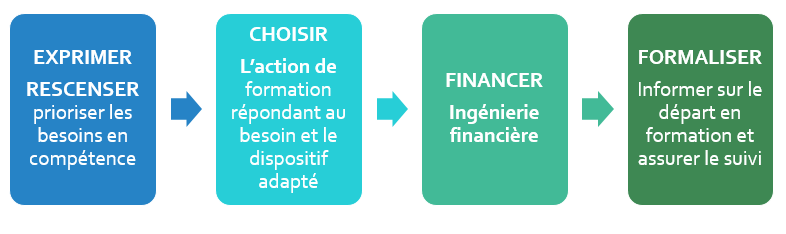 EXPRIMER
RESCENSER
prioriser les
besoins en
compétence
CHOISIR
L'action de
formation
répondant au
besoin et le
dispositif
adapté
FINANCER
Ingénierie
financière
FORMALISER
Informer sur le
départ en
formation et
assurer le suivi